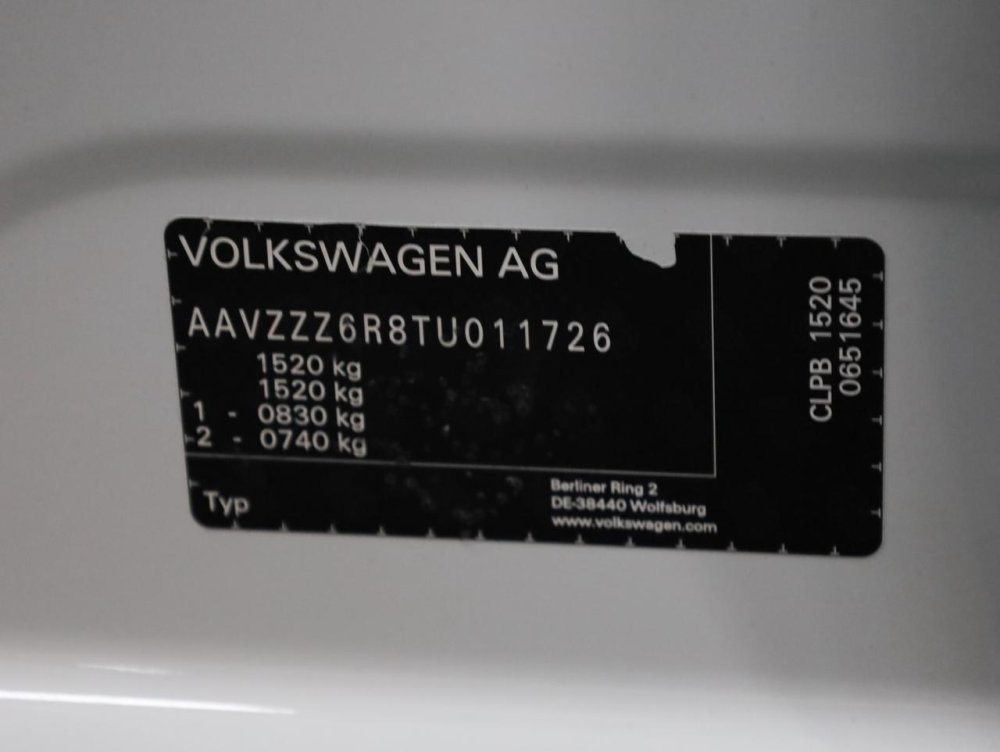 VOLKSWAGEN AG
AAVZZZ6R8TU011726
1520 kg
1520 kg
1 - 0830 kg
2 - 0740 kg
Typ
Berliner Ring 2
DE-38440 Wolfsburg
www.volkswagen.com
CLPB 1520
0651645